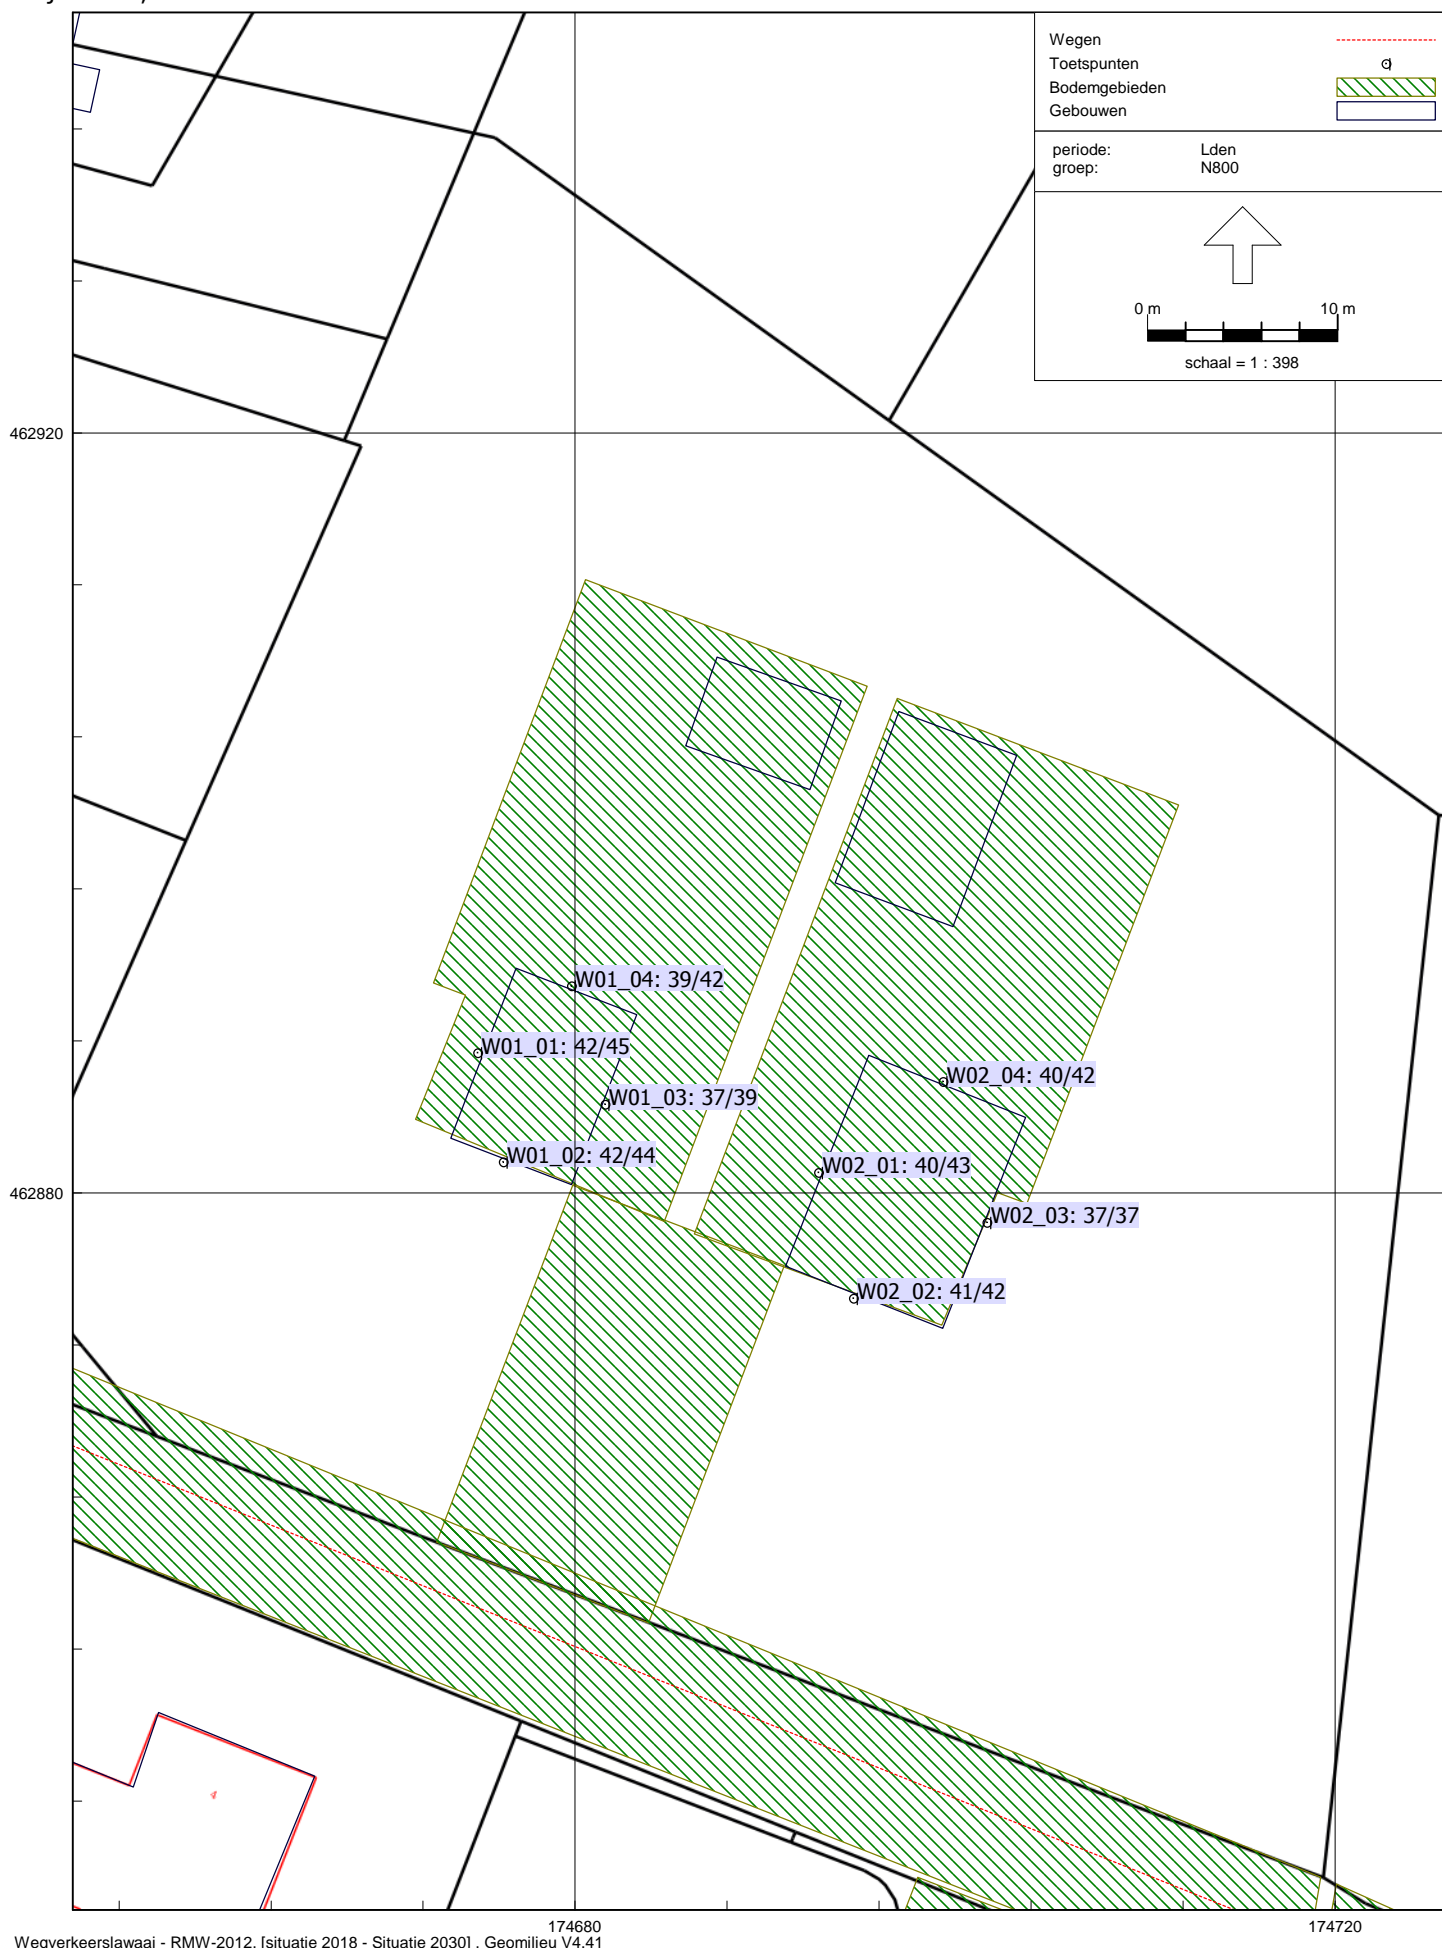 Wegen
Toetspunten
Bodemgebieden
Gebouwen
periode: Lden
groep: N800
0 m 10 m
schaal = 1 : 398
462920
W01_04: 39/42
W01_01: 42/45
W01_03: 37/39
W01_02: 42/44
W02_04: 40/42
W02_01: 40/43
W02_03: 37/37
W02_02: 41/42
462880
4
174680 174720
Wegverkeerslawaai - RMW-2012, [situatie 2018 - Situatie 2030] , Geomilieu V4.41